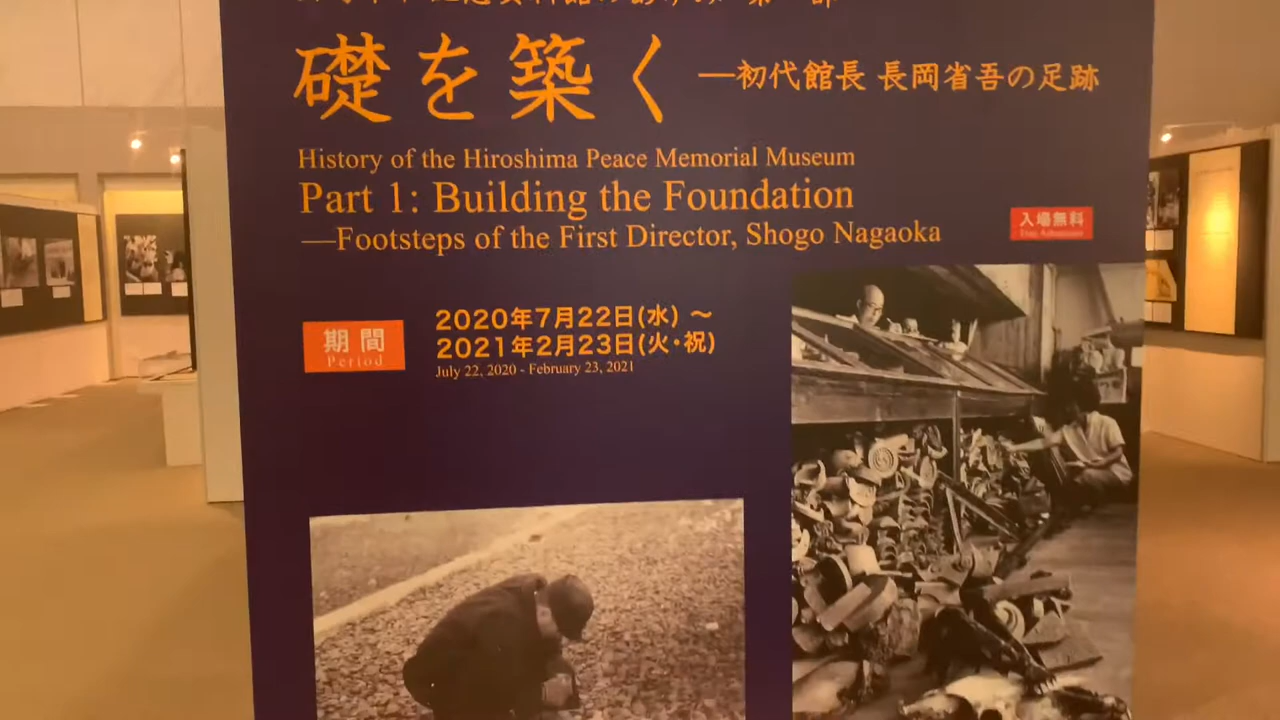 礎を築く ―初代館長 長岡省吾の足跡
History of the Hiroshima Peace Memorial Museum
Part 1: Building the Foundation
—Footsteps of the First Director, Shogo Nagaoka
入場無料
Free Admission
期間
Period
2020年7月22日(水) ～
2021年2月23日(火・祝)
July 22, 2020 - February 23, 2021